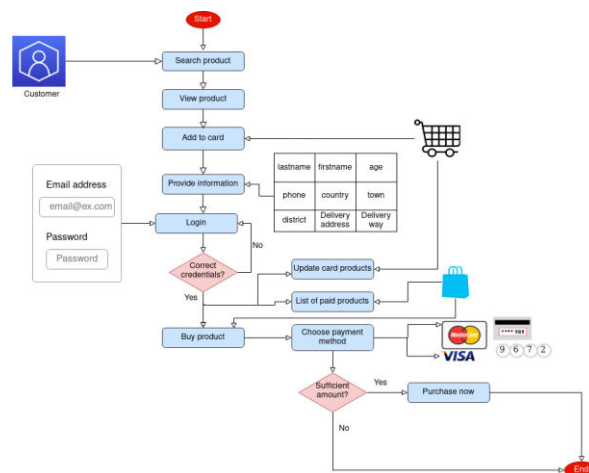 Start
Search product
Customer
View product
Add to card
lastname
firstname
age
Provide information
phone
country
town
district
Delivery
address
Delivery
way
Email address
email@ex.com
Password
Password
Login
No
Correct
credentials?
Yes
Update card products
List of paid products
Buy product
Choose payment
method
MasterCard
VISA
9 6 7 2
Sufficient
amount?
Yes
Purchase now
No
End